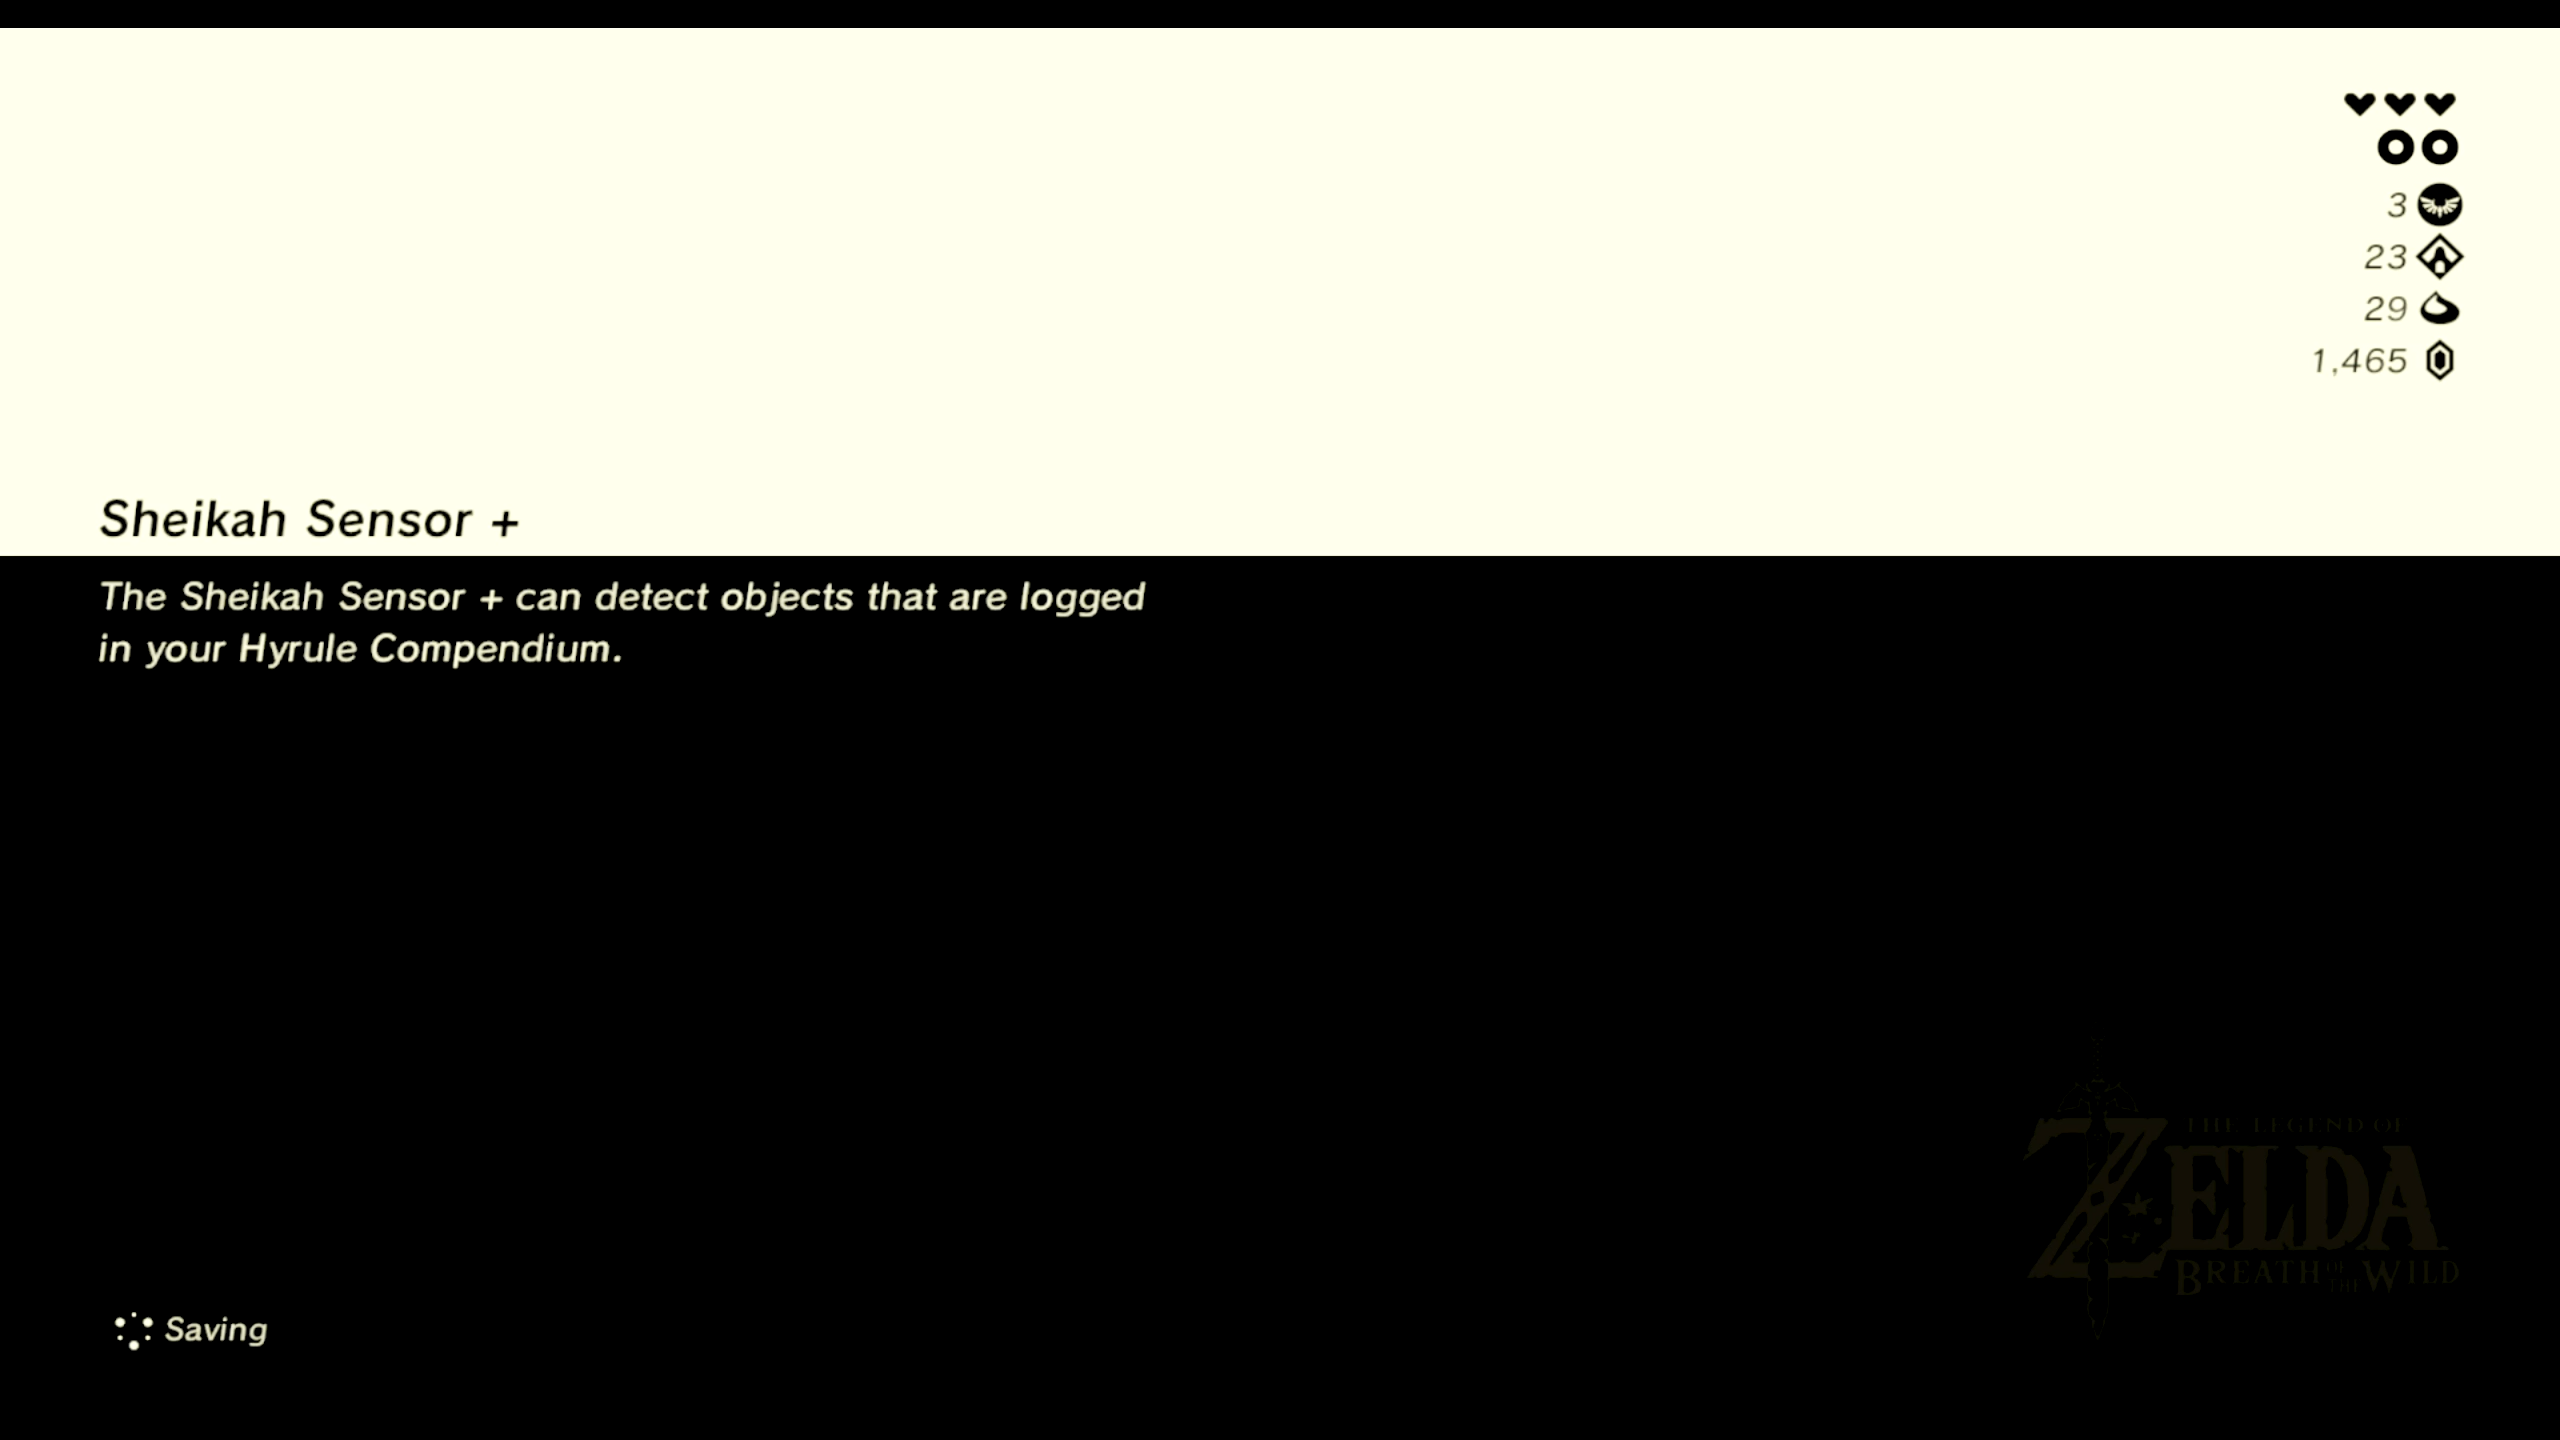 3
23
29
1,465
Sheikah Sensor +
The Sheikah Sensor + can detect objects that are logged
in your Hyrule Compendium.
THE LEGEND OF
ZELDA
BREATH OF THE WILD
Saving